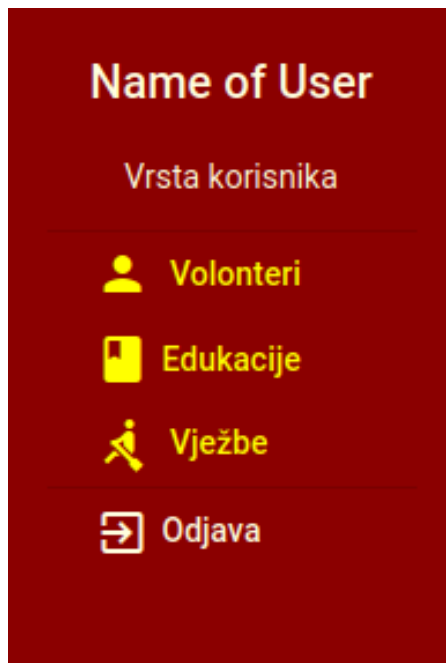 Name of User
Vrsta korisnika
Volonteri
Edukacije
Vježbe
Odjava